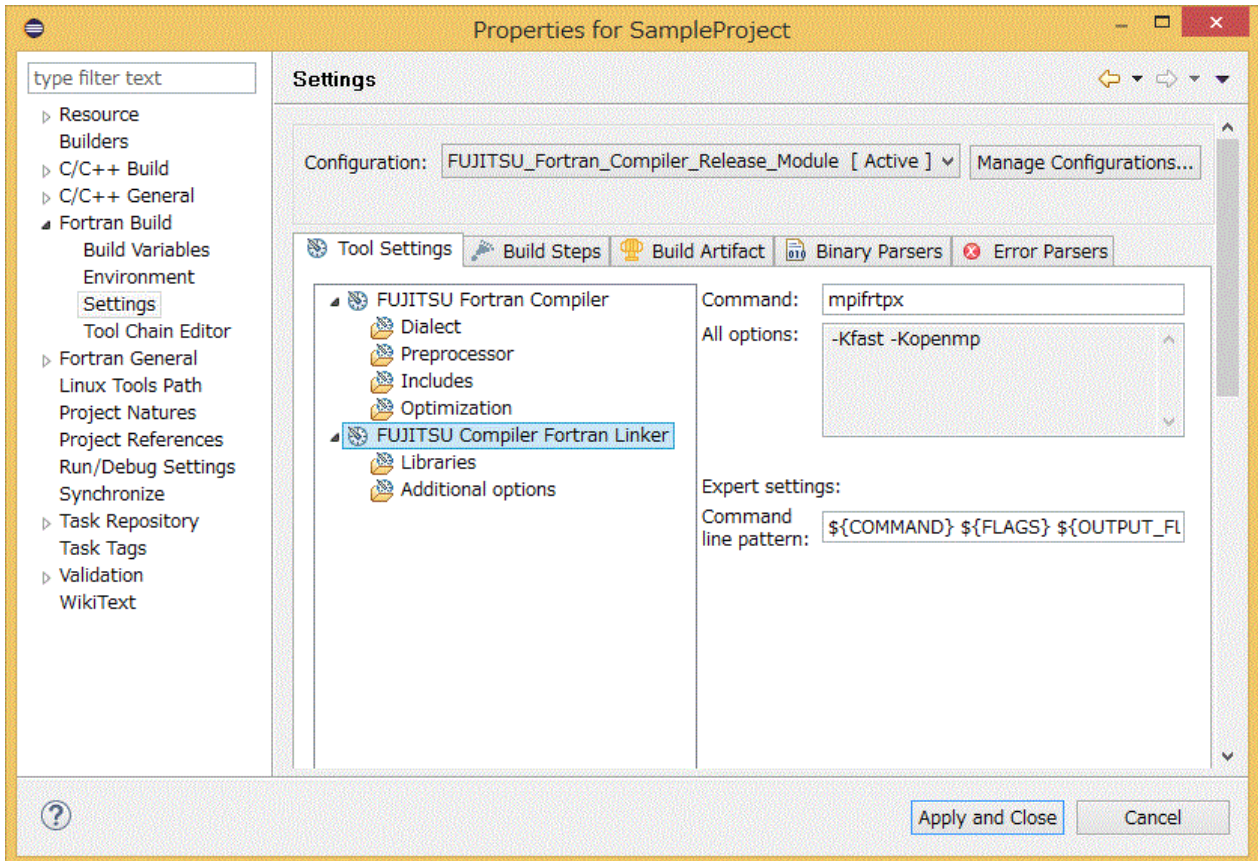 Properties for SampleProject
type filter text
Resource
Builders
C/C++ Build
C/C++ General
Fortran Build
Build Variables
Environment
Settings
Tool Chain Editor
Fortran General
Linux Tools Path
Project Natures
Project References
Run/Debug Settings
Synchronize
Task Repository
Task Tags
Validation
WikiText
Settings
Configuration: FUJITSU_Fortran_Compiler_Release_Module [ Active ] Manage Configurations...
Tool Settings Build Steps Build Artifact Binary Parsers Error Parsers
FUJITSU Fortran Compiler
Dialect
Preprocessor
Includes
Optimization
FUJITSU Compiler Fortran Linker
Libraries
Additional options
Command: mpifrtpx
All options: -Kfast -Kopenmp
Expert settings:
Command
line pattern: ${COMMAND} ${FLAGS} ${OUTPUT_FL
Apply and Close Cancel